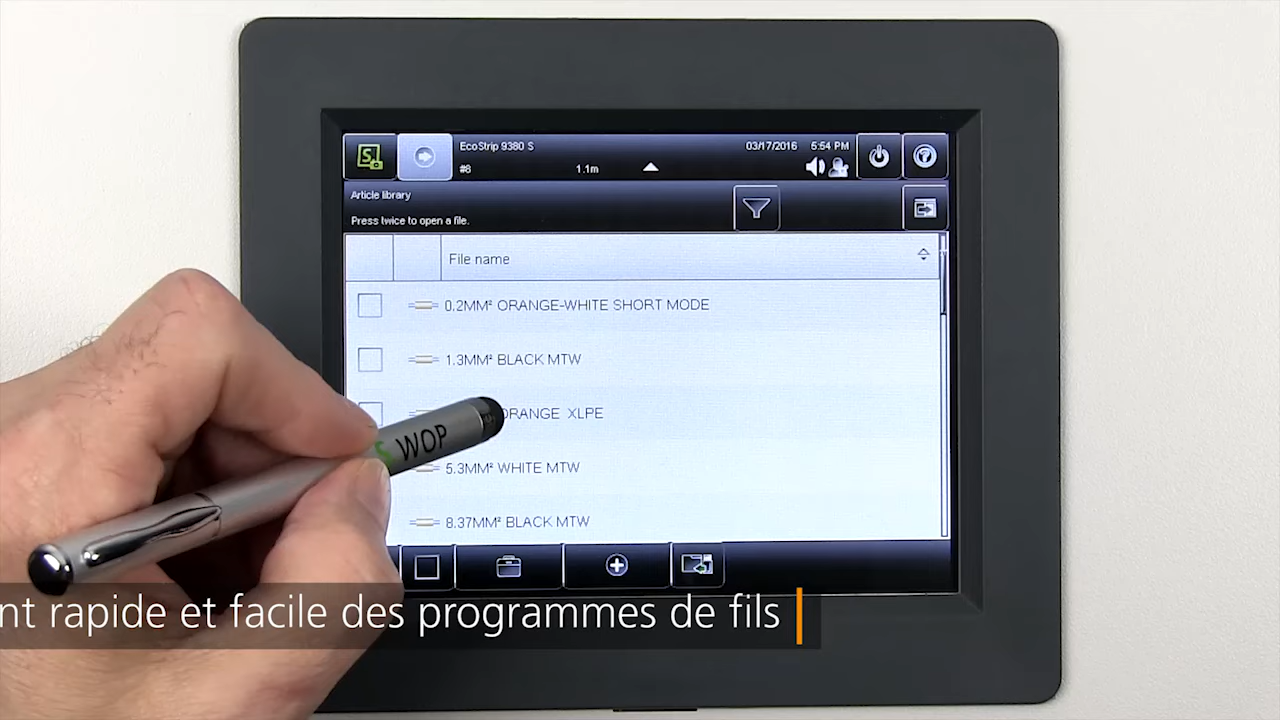 EcoStrip 9380 S
03/17/2016 5:54 PM
#8 1.1m
Article library
Press twice to open a file.
File name
0.2MM² ORANGE-WHITE SHORT MODE
1.3MM² BLACK MTW
ORANGE XLPE
5.3MM² WHITE MTW
8.37MM² BLACK MTW
WOP
nt rapide et facile des programmes de fils